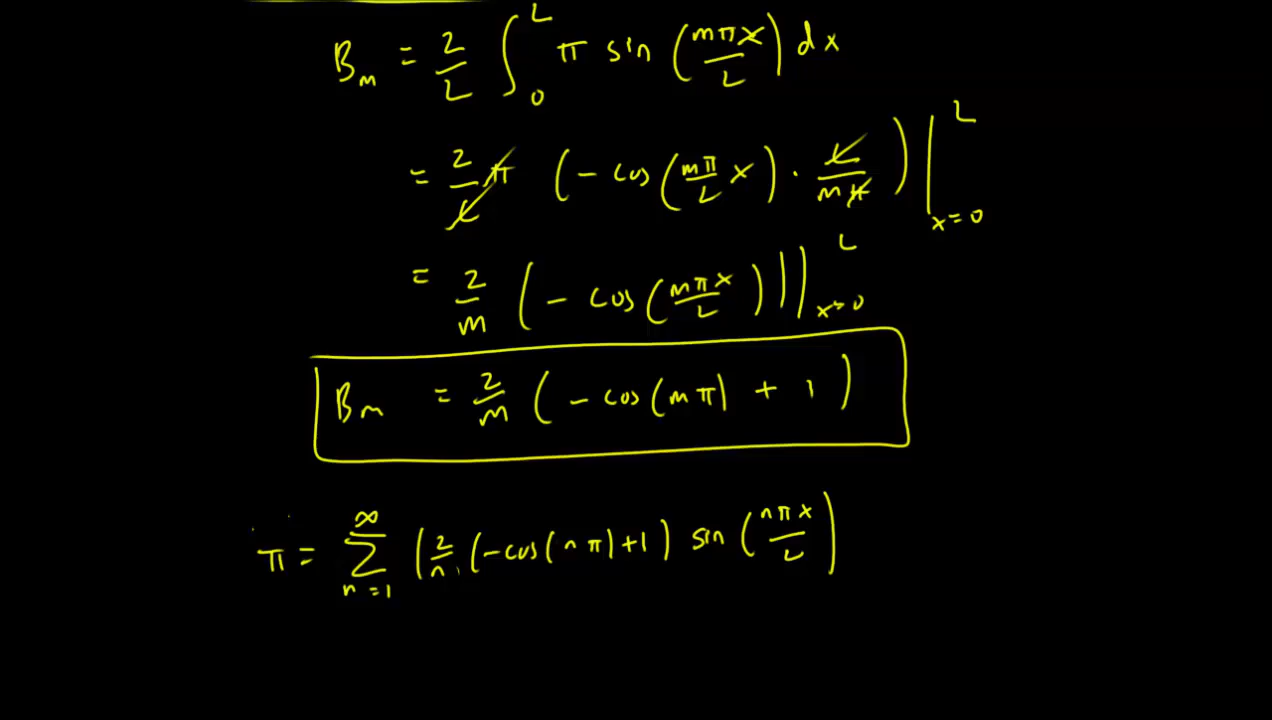 B_m = 2/L ∫_0^L π sin(mπx/L) dx
= 2/L π (-cos(mπ/L x) · L/mπ) |_{x=0}^L
= 2/m (-cos(mπx/L)) |_{x=0}^L
B_m = 2/m (-cos(mπ) + 1)
π = ∑_{n=1}^∞ (2/n (-cos(nπ)+1) sin(nπx/L)